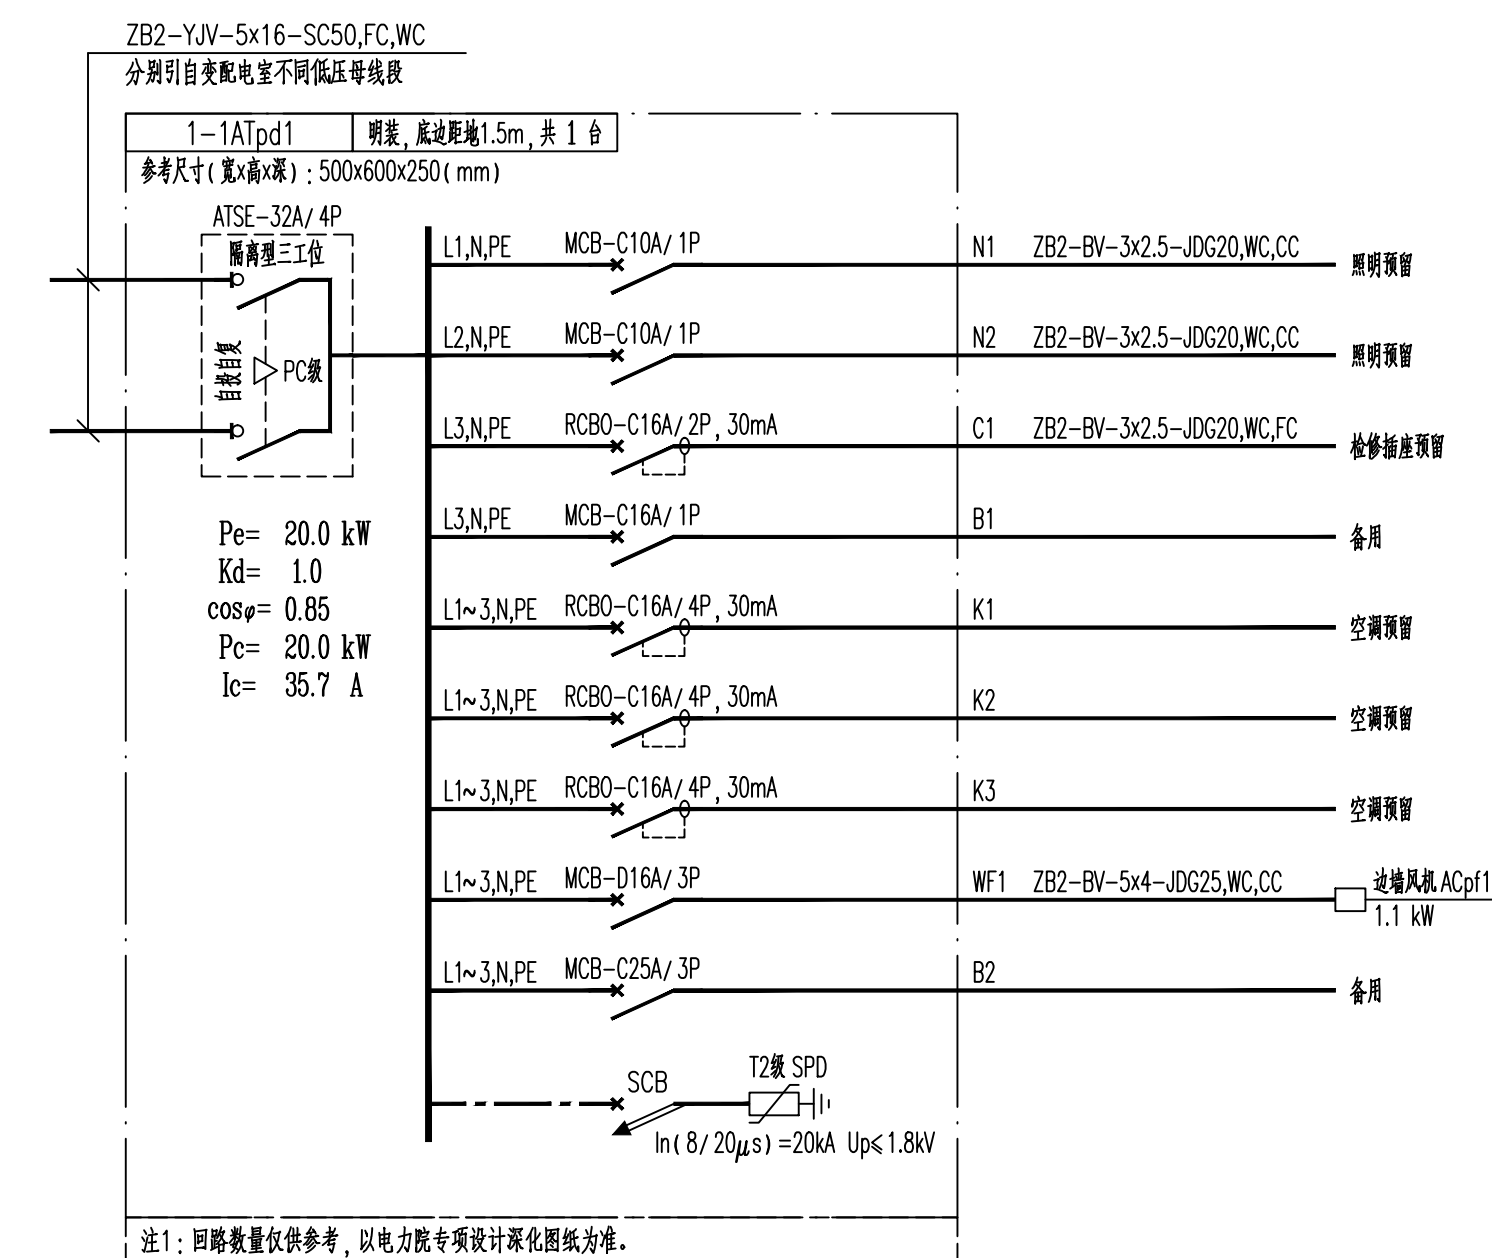 ZB2-YJV-5x16-SC50,FC,WC
分别引自变配电室不同低压母线段
1-1ATpd1 明装,底边距地1.5m,共 1 台
参考尺寸(宽x高x深):500x600x250(mm)
ATSE-32A/4P
隔离型三工位
自投自复
PC级
Pe= 20.0 kW
Kd= 1.0
cosφ= 0.85
Pc= 20.0 kW
Ic= 35.7 A
L1,N,PE MCB-C10A/1P N1 ZB2-BV-3x2.5-JDG20,WC,CC 照明预留
L2,N,PE MCB-C10A/1P N2 ZB2-BV-3x2.5-JDG20,WC,CC 照明预留
L3,N,PE RCBO-C16A/2P,30mA C1 ZB2-BV-3x2.5-JDG20,WC,FC 检修插座预留
L3,N,PE MCB-C16A/1P B1 备用
L1~3,N,PE RCBO-C16A/4P,30mA K1 空调预留
L1~3,N,PE RCBO-C16A/4P,30mA K2 空调预留
L1~3,N,PE RCBO-C16A/4P,30mA K3 空调预留
L1~3,N,PE MCB-D16A/3P WF1 ZB2-BV-5x4-JDG25,WC,CC 边墙风机 ACpf1
1.1 kW
L1~3,N,PE MCB-C25A/3P B2 备用
SCB T2级 SPD
In(8/20μs)=20kA Up≤1.8kV
注1:回路数量仅供参考,以电力院专项设计深化图纸为准。